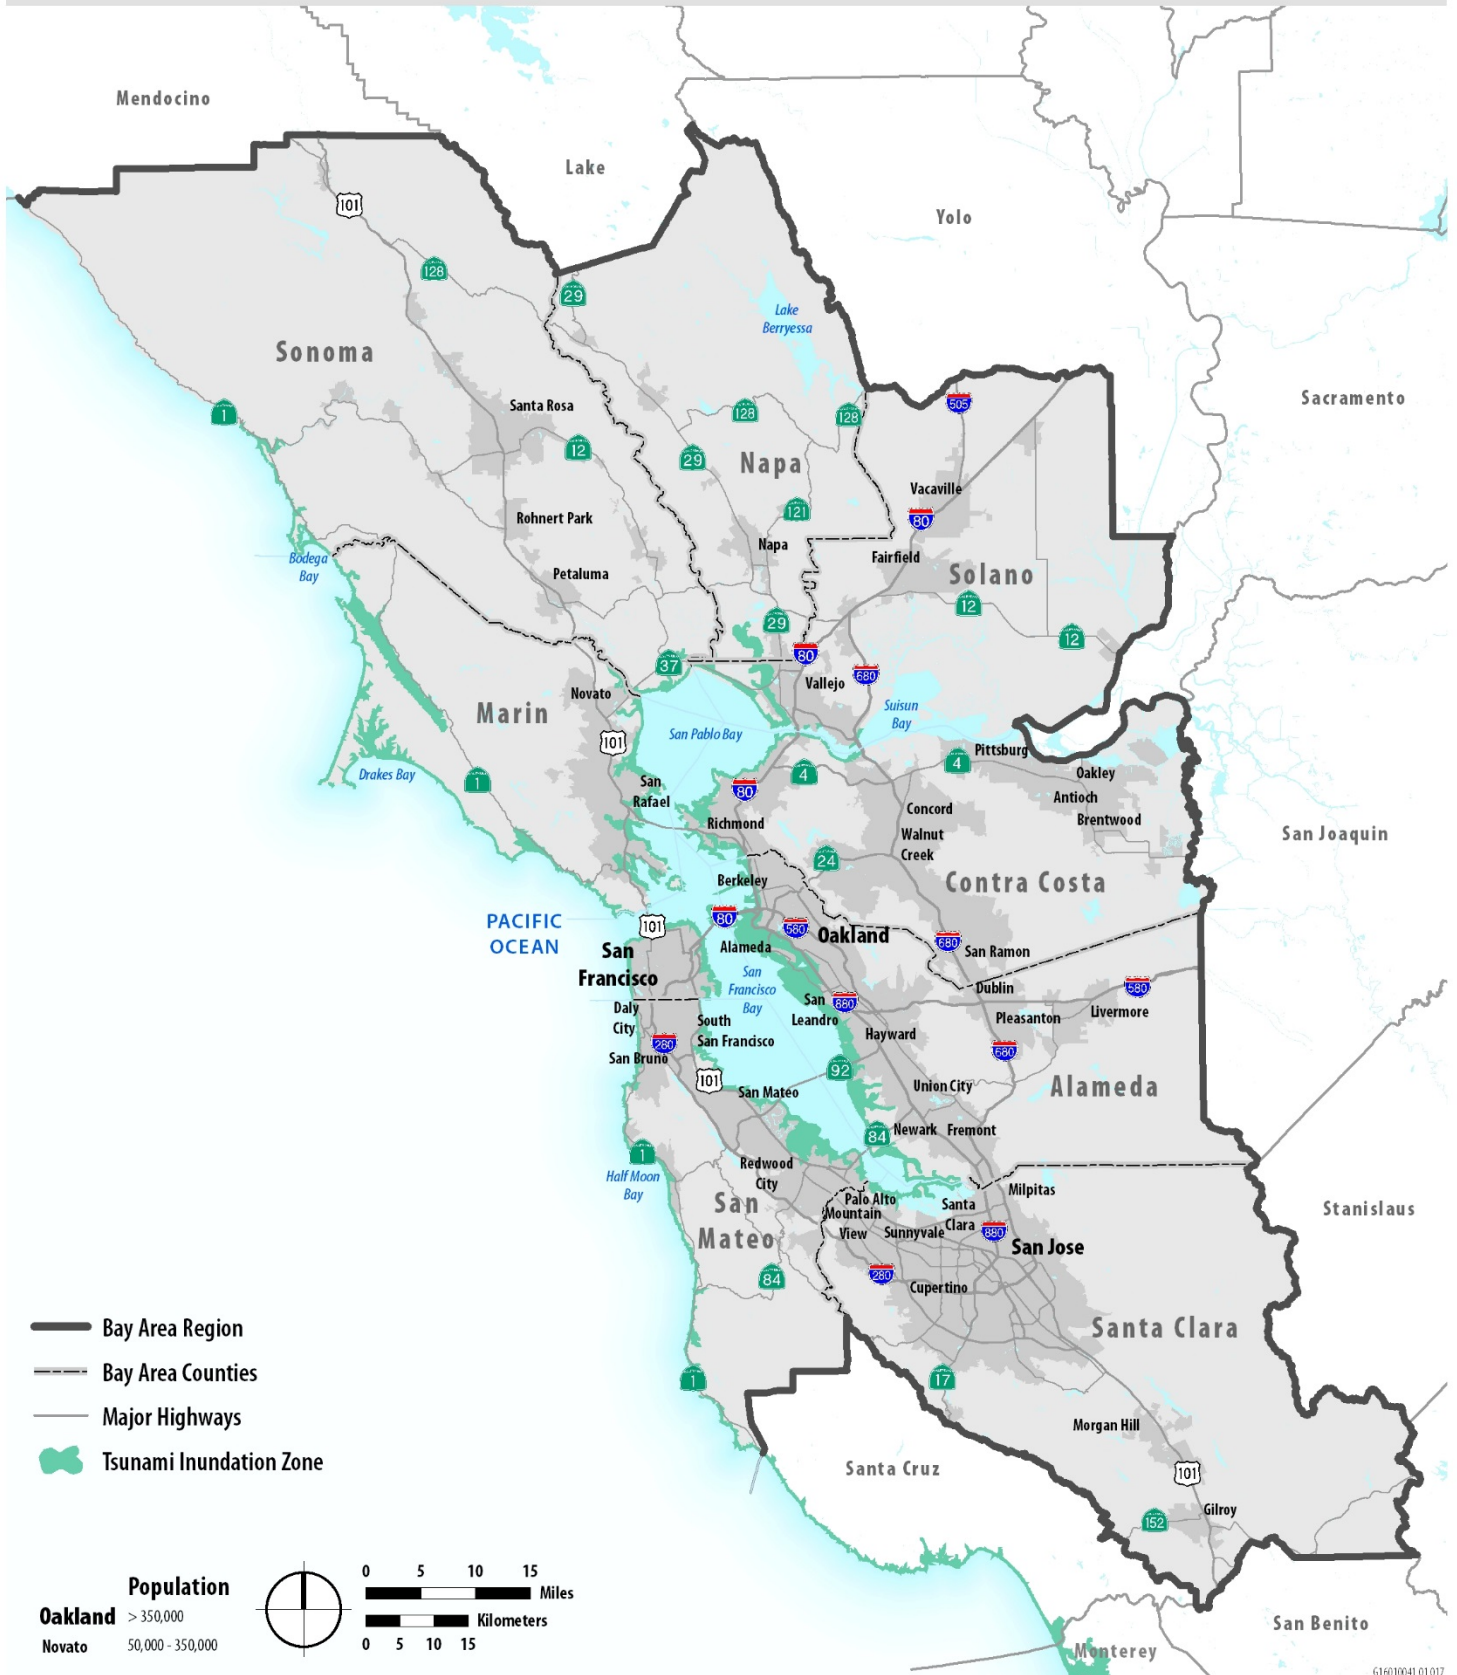 Mendocino
Lake
Yolo
101
128
29
Lake
Berryessa
Sonoma
Sacramento
505
1
Santa Rosa
128
128
12
29
Napa
Vacaville
121
80
Rohnert Park
Napa
Fairfield
Bodega
Bay
Petaluma
Solano
12
29
12
80
37
680
Vallejo
Novato
Suisun
Bay
Marin
San Pablo Bay
101
Pittsburg
4
4
Oakley
Drakes Bay
1
San
Rafael
80
Antioch
Concord
Brentwood
Richmond
Walnut
Creek
San Joaquin
24
Berkeley
Contra Costa
PACIFIC
OCEAN
101
80
580
Oakland
680
San Ramon
San
Francisco
Alameda
San
Francisco
Bay
Dublin
580
San
Leandro
680
Daly
City
South
San Francisco
Pleasanton
Livermore
Hayward
280
San Bruno
680
92
101
San Mateo
Union City
Alameda
84
Newark
Fremont
1
Redwood
City
Half Moon
Bay
Milpitas
Palo Alto
Santa
Clara
San
Mateo
Mountain
View
Sunnyvale
880
San Jose
Stanislaus
84
280
Cupertino
Santa Clara
1
17
Morgan Hill
101
Santa Cruz
152
Gilroy
San Benito
Monterey
Bay Area Region
Bay Area Counties
Major Highways
Tsunami Inundation Zone
Population
Oakland > 350,000
Novato 50,000 - 350,000
0 5 10 15
Miles
Kilometers
0 5 10 15
G16010041 01 017